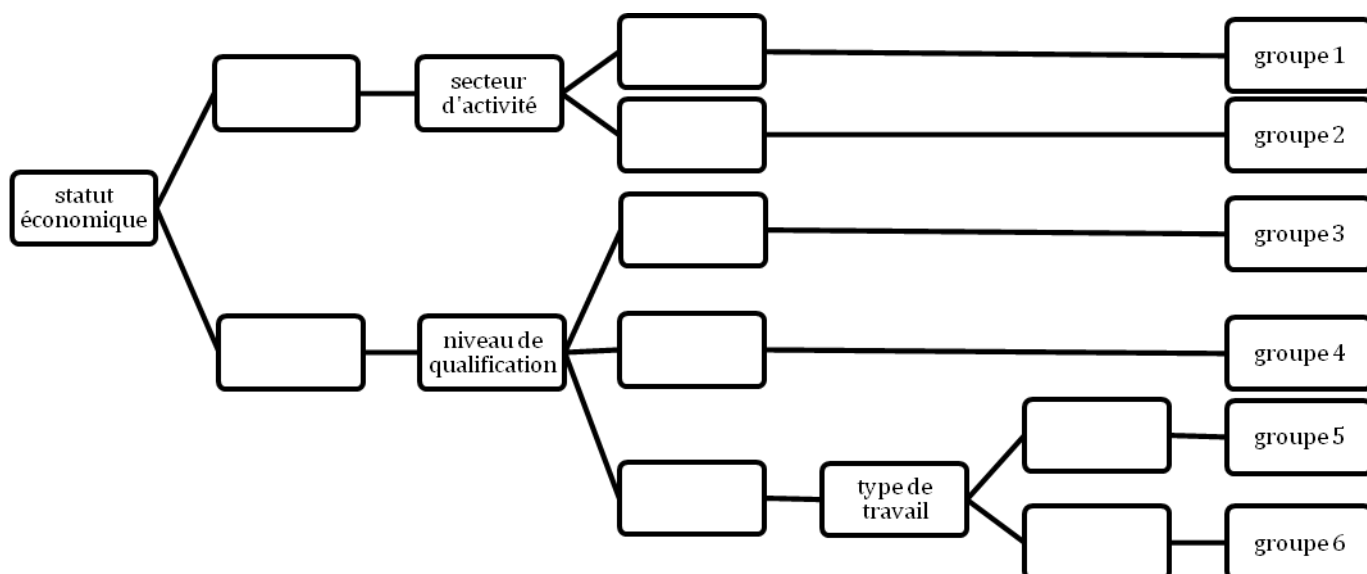 groupe 1
secteur
d'activité
groupe 2
statut
économique
groupe 3
niveau de
qualification
groupe 4
groupe 5
type de
travail
groupe 6